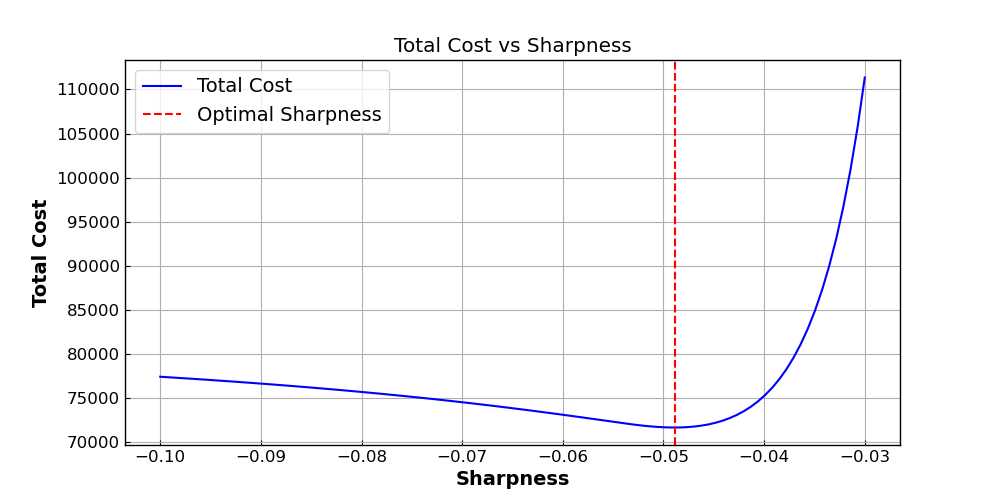 Total Cost vs Sharpness
Total Cost
Optimal Sharpness
Total Cost
110000
105000
100000
95000
90000
85000
80000
75000
70000
−0.10 −0.09 −0.08 −0.07 −0.06 −0.05 −0.04 −0.03
Sharpness